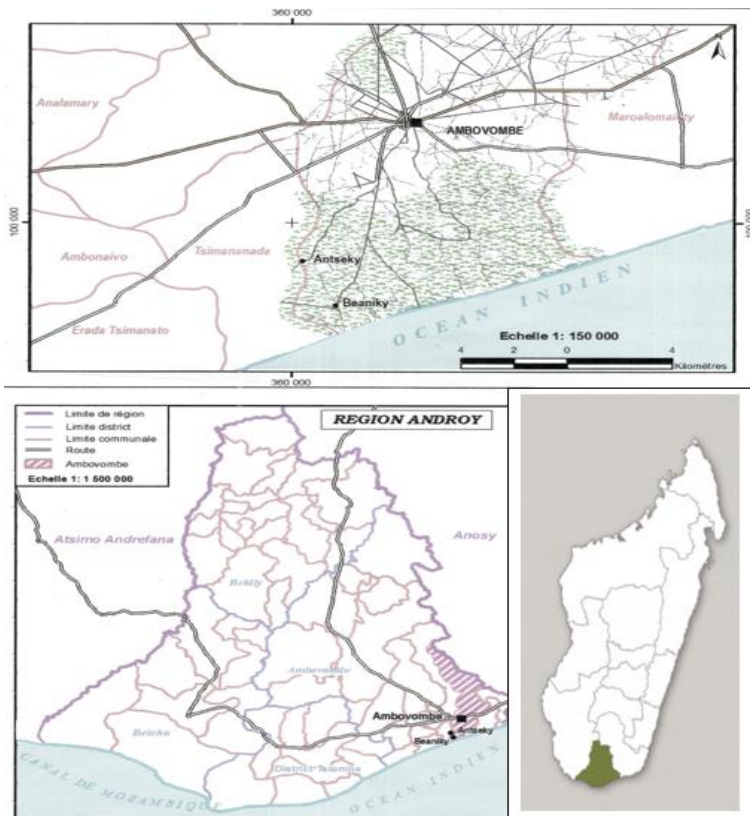 360 000
Analamary
AMBOVOMBE
Maroalomainty
100 000
100 000
Ambonaivo
Tsimananada
Antseky
Beaniky
OCEAN INDIEN
Erada Tsimanato
Echelle 1: 150 000
4 2 0 4
Kilomètres
360 000
Limite de région
Limite district
Limite communale
Route
Ambovombe
Echelle 1: 1 500 000
REGION ANDROY
Atsimo Andrefana
Anosy
Bekily
Ambovombe
Ambovombe
Antseky
Beaniky
Beloha
District-Tsiombe
CANAL DE MOZAMBIQUE
OCEAN INDIEN